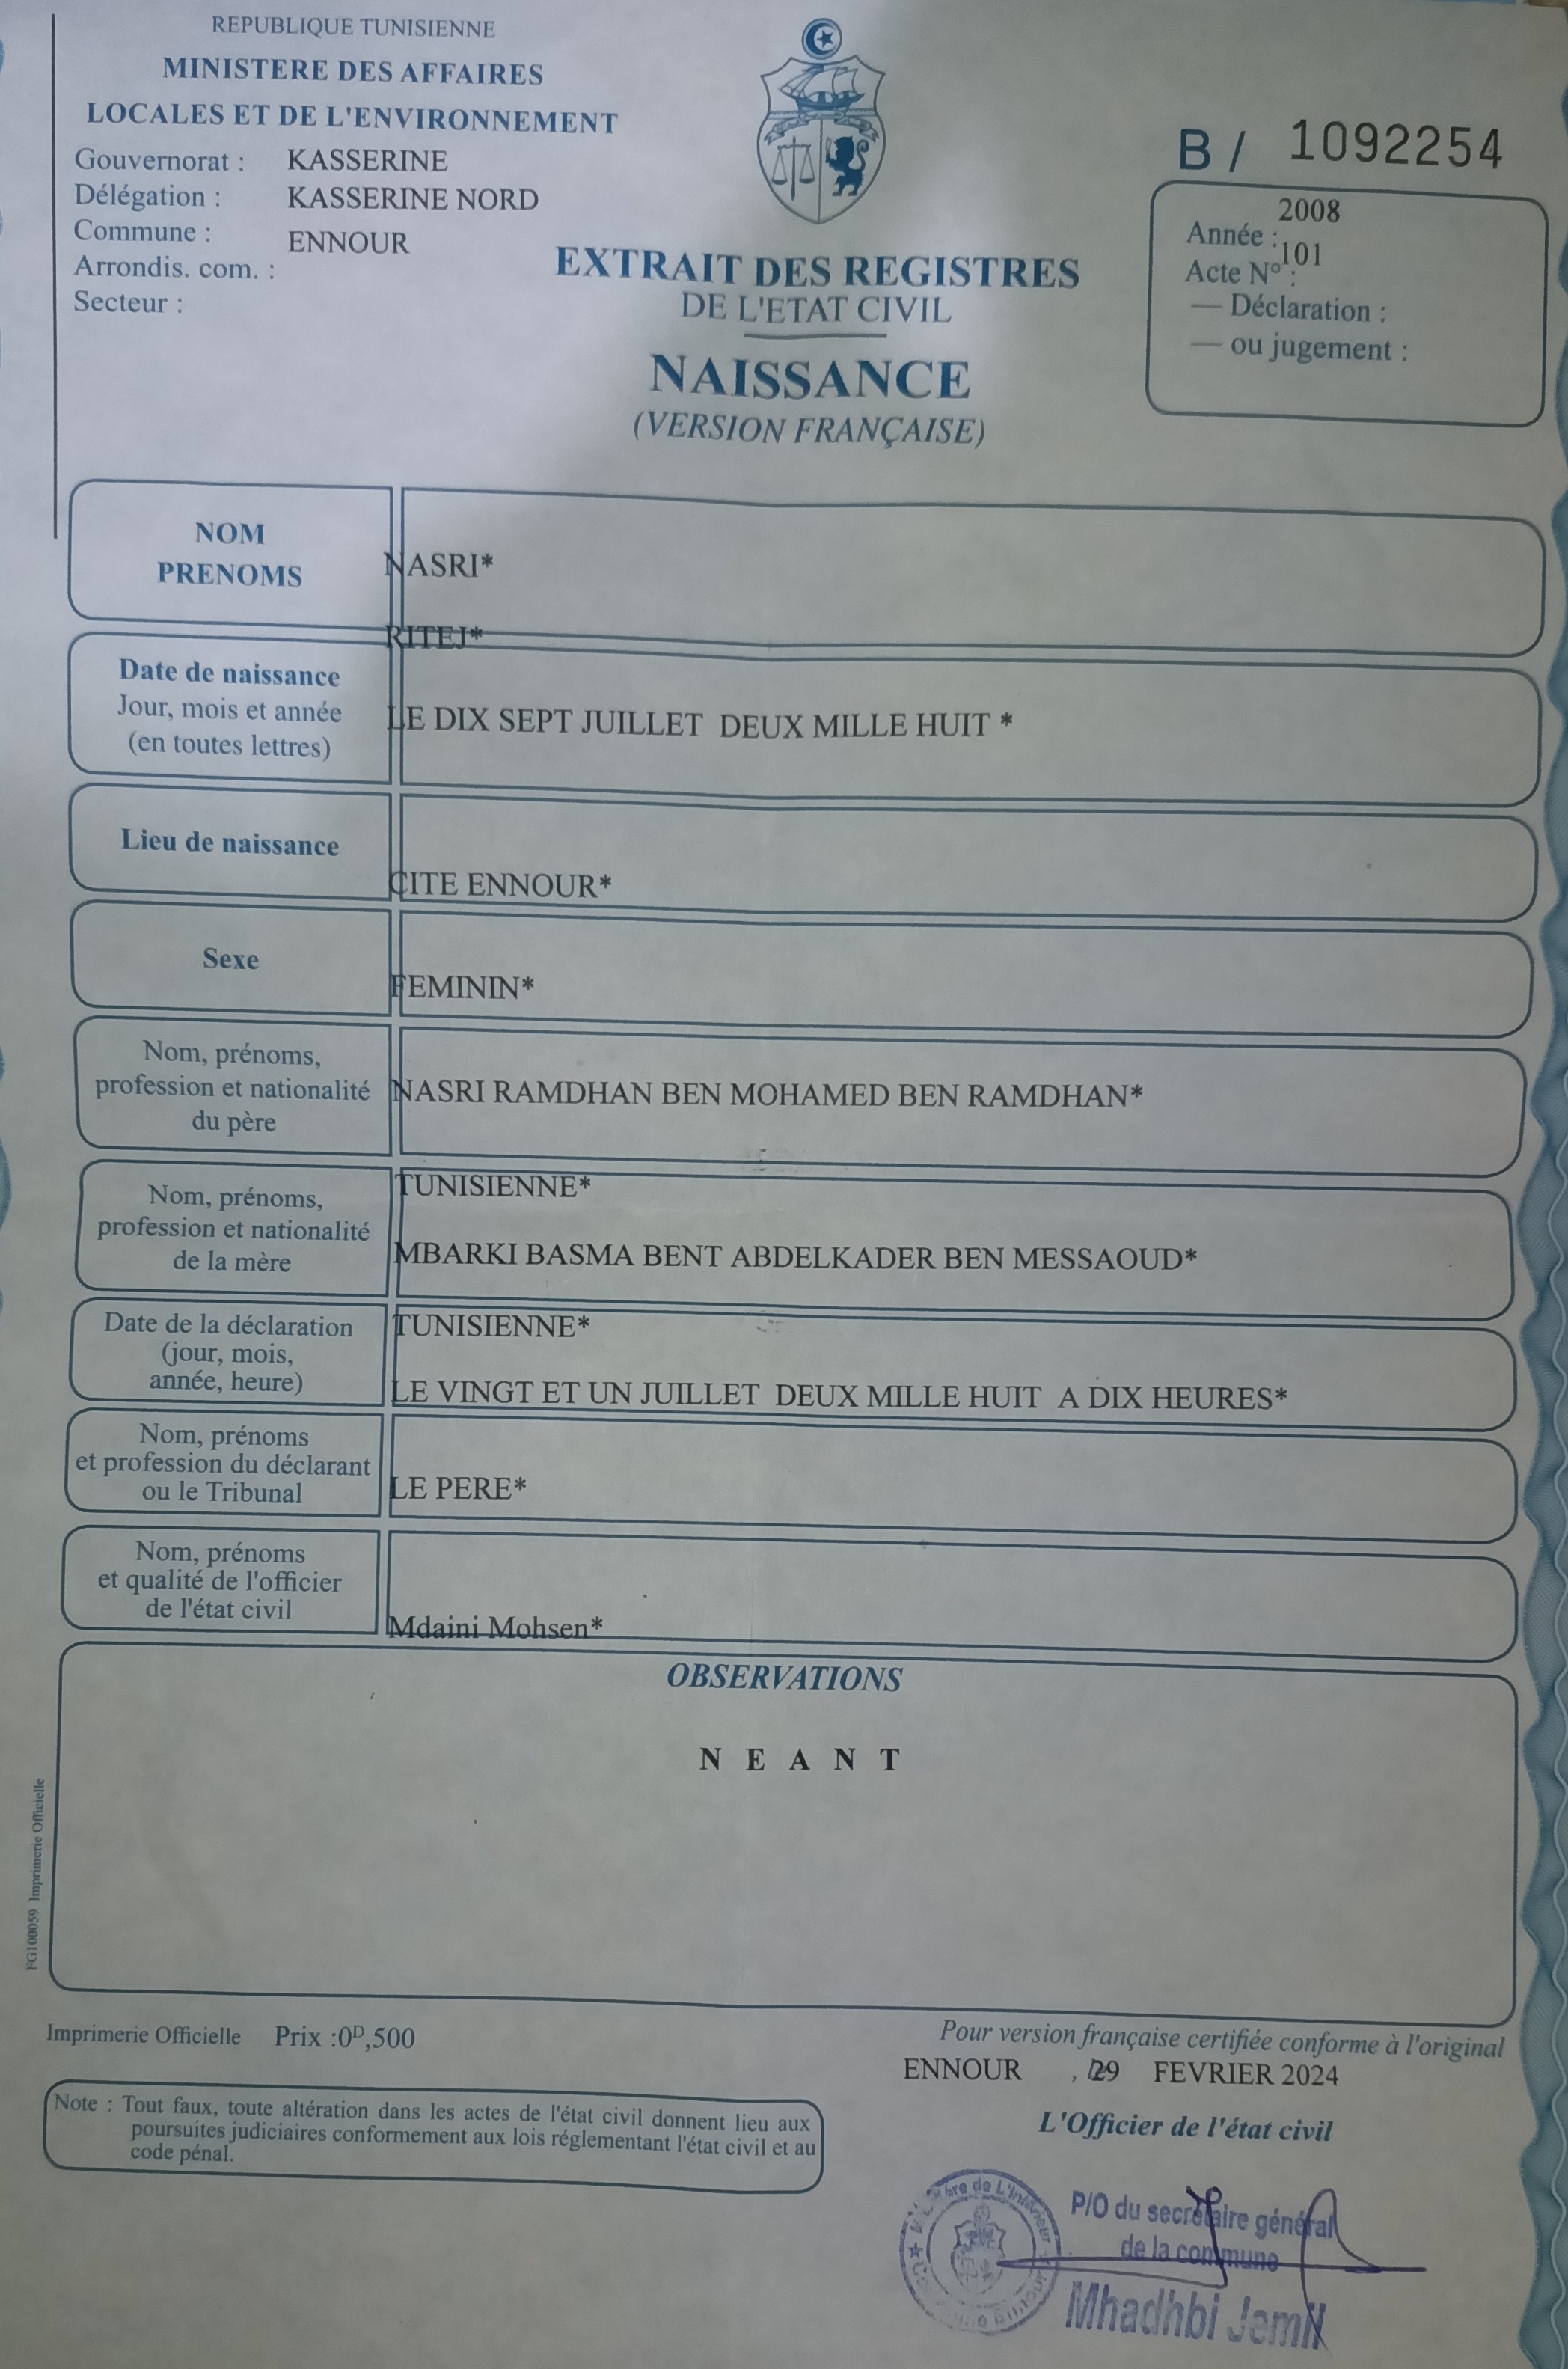 REPUBLIQUE TUNISIENNE
MINISTERE DES AFFAIRES
LOCALES ET DE L'ENVIRONNEMENT
Gouvernorat : KASSERINE
Délégation : KASSERINE NORD
Commune : ENNOUR
Arrondis. com. :
Secteur :
B / 1092254
2008
Année :
101
Acte N° :
— Déclaration :
— ou jugement :
EXTRAIT DES REGISTRES
DE L'ETAT CIVIL
NAISSANCE
(VERSION FRANÇAISE)
NOM
PRENOMS
NASRI*
RITEJ*
Date de naissance
Jour, mois et année
(en toutes lettres)
LE DIX SEPT JUILLET DEUX MILLE HUIT *
Lieu de naissance
CITE ENNOUR*
Sexe
FEMININ*
Nom, prénoms,
profession et nationalité
du père
NASRI RAMDHAN BEN MOHAMED BEN RAMDHAN*
TUNISIENNE*
Nom, prénoms,
profession et nationalité
de la mère
MBARKI BASMA BENT ABDELKADER BEN MESSAOUD*
TUNISIENNE*
Date de la déclaration
(jour, mois,
année, heure)
LE VINGT ET UN JUILLET DEUX MILLE HUIT A DIX HEURES*
Nom, prénoms
et profession du déclarant
ou le Tribunal
LE PERE*
Nom, prénoms
et qualité de l'officier
de l'état civil
Mdaini Mohsen*
OBSERVATIONS
N E A N T
FG100059 Imprimerie Officielle
Imprimerie Officielle Prix :0D,500
Pour version française certifiée conforme à l'original
ENNOUR , 29 FEVRIER 2024
Note : Tout faux, toute altération dans les actes de l'état civil donnent lieu aux
poursuites judiciaires conformement aux lois réglementant l'état civil et au
code pénal.
L'Officier de l'état civil
P/O du secrétaire général
de la commune
Mhadhbi Jemil